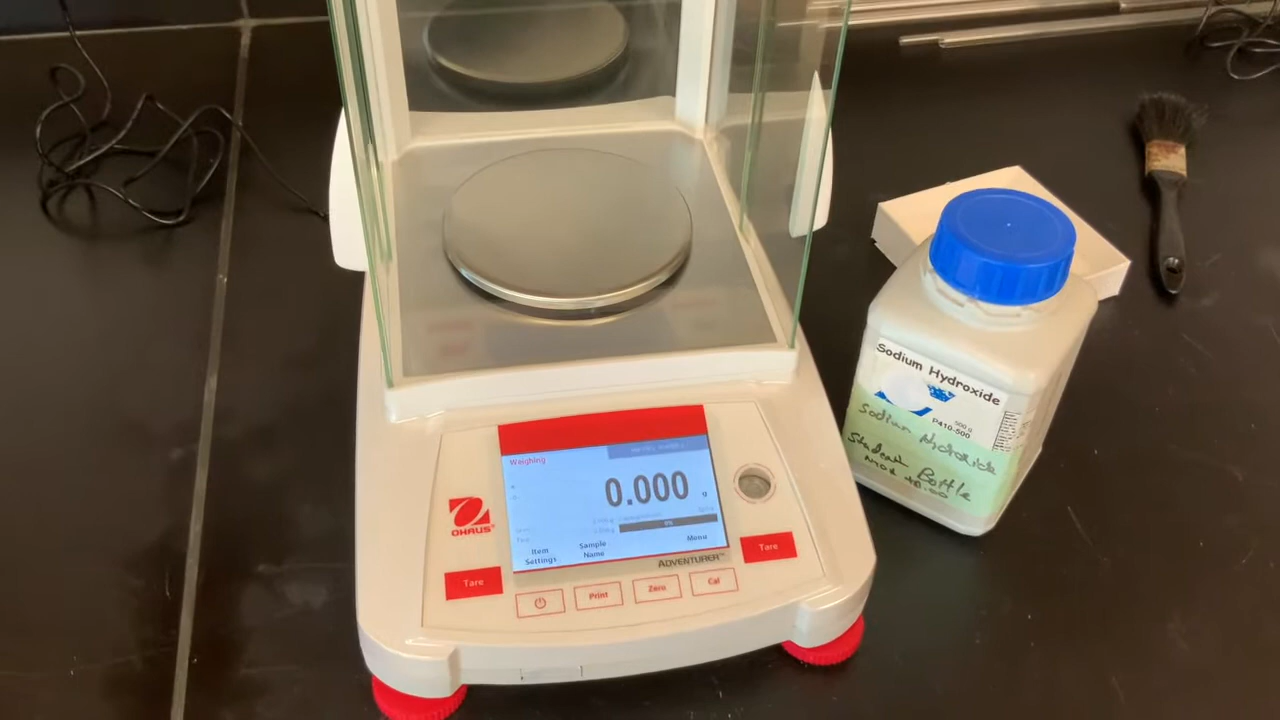 Weighing
0.000 g
Item Settings
Sample Name
Menu
OHAUS
ADVENTURER™
Tare
Tare
Print
Zero
Cal
Sodium Hydroxide
500 g
P410-500
Sodium Hydroxide
Student Bottle